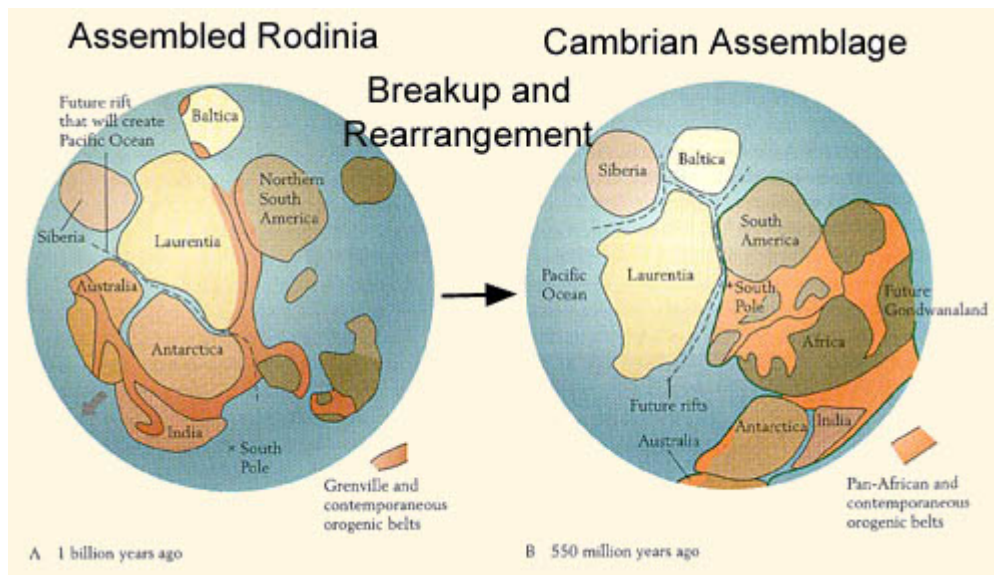 Assembled Rodinia
Cambrian Assemblage
Breakup and
Rearrangement
Future rift
that will create
Pacific Ocean
Baltica
Northern
South
America
Siberia
Laurentia
Australia
Antarctica
India
× South
Pole
Grenville and
contemporaneous
orogenic belts
A 1 billion years ago
Siberia
Baltica
South
America
Pacific
Ocean
Laurentia
+South
Pole
Future
Gondwanaland
Africa
Future rifts
Australia
Antarctica
India
Pan-African and
contemporaneous
orogenic belts
B 550 million years ago